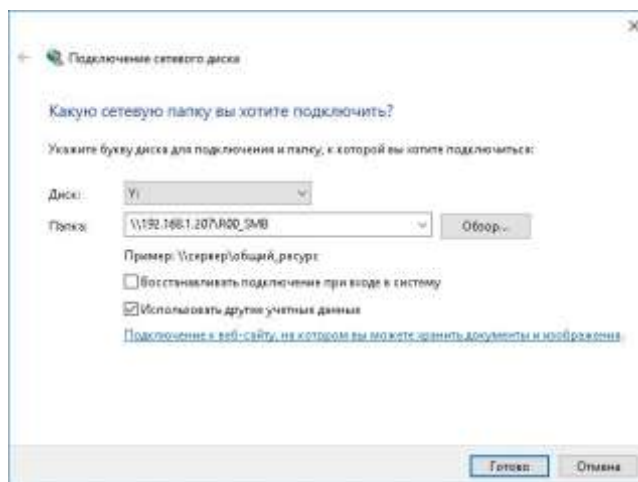 Подключение сетевого диска
Какую сетевую папку вы хотите подключить?
Укажите букву диска для подключения и папку, к которой вы хотите подключиться:
Диск: Y:
Папка: \\192.168.1.207\R00_SMB Обзор...
Пример: \\сервер\общий_ресурс
Восстанавливать подключение при входе в систему
Использовать другие учетные данные
Подключение к веб-сайту, на котором вы можете хранить документы и изображения.
Готово Отмена